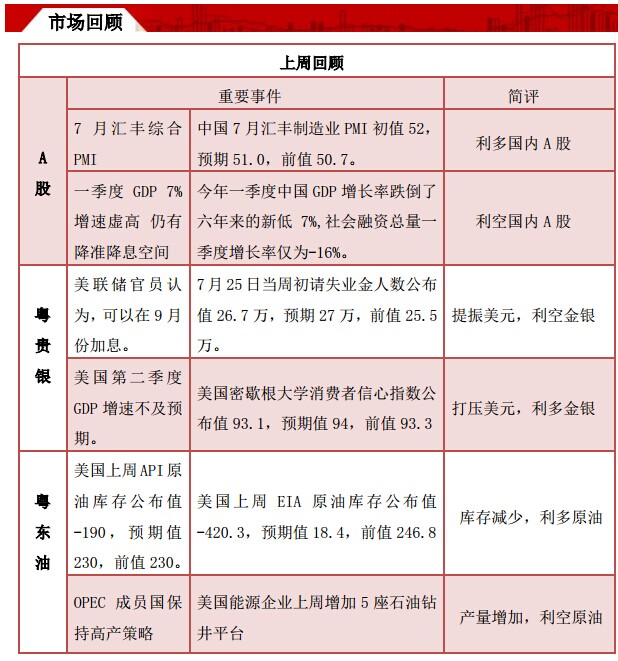 市场回顾
上周回顾
重要事件
简评
A
股
7 月汇丰综合
PMI
中国 7 月汇丰制造业 PMI 初值 52，
预期 51.0，前值 50.7。
利多国内 A 股
一季度 GDP 7%
增速虚高 仍有
降准降息空间
今年一季度中国 GDP 增长率跌倒了
六年来的新低 7%,社会融资总量一
季度增长率仅为-16%。
利空国内 A 股
粤
贵
银
美联储官员认
为，可以在 9 月
份加息。
7 月 25 日当周初请失业金人数公布
值 26.7 万，预期 27 万，前值 25.5
万。
提振美元，利空金银
美国第二季度
GDP 增速不及预
期。
美国密歇根大学消费者信心指数公
布值 93.1，预期值 94，前值 93.3
打压美元，利多金银
粤
东
油
美国上周 API 原
油库存公布值
-190，预期值
230，前值 230。
美国上周 EIA 原油库存公布值
-420.3，预期值 18.4，前值 246.8
库存减少，利多原油
OPEC 成员国保
持高产策略
美国能源企业上周增加 5 座石油钻
井平台
产量增加，利空原油